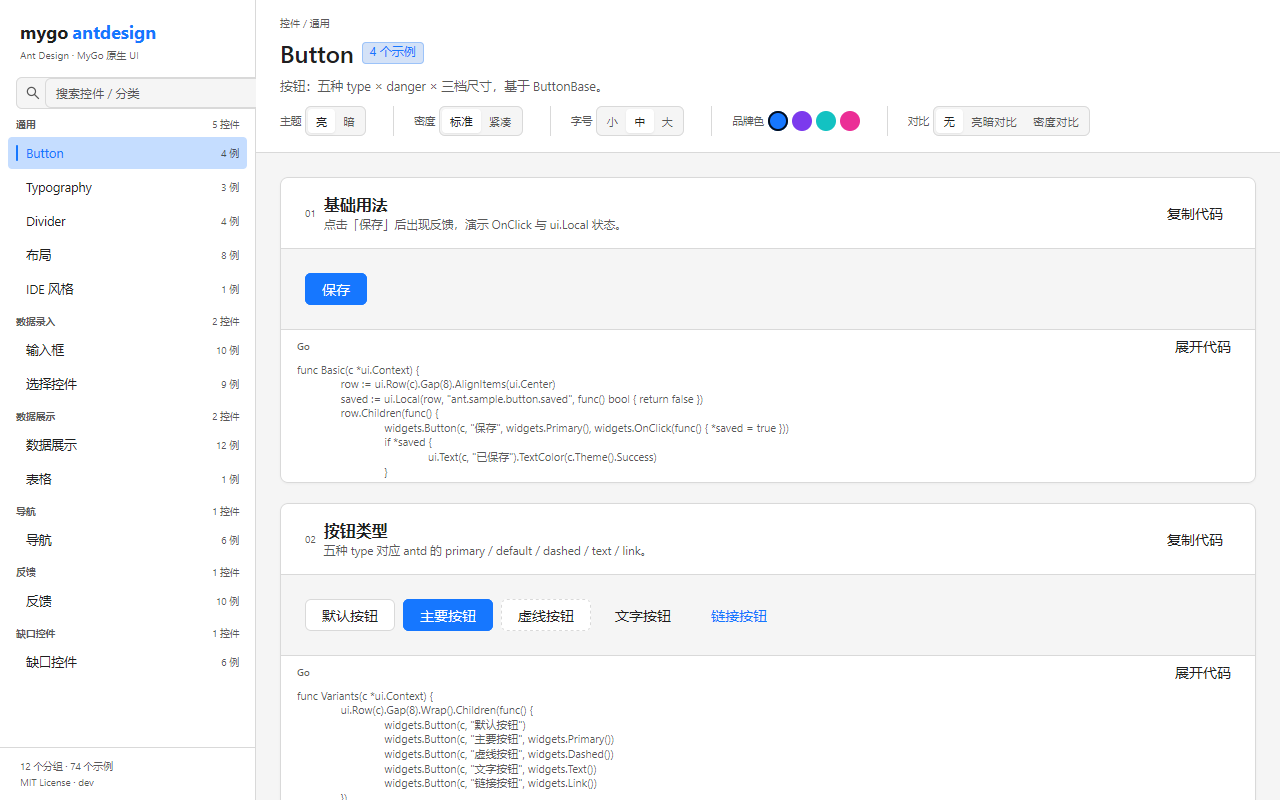 mygo antdesign
Ant Design · MyGo 原生 UI
搜索控件 / 分类
通用 5 控件
Button 4 例
Typography 3 例
Divider 4 例
布局 8 例
IDE 风格 1 例
数据录入 2 控件
输入框 10 例
选择控件 9 例
数据展示 2 控件
数据展示 12 例
表格 1 例
导航 1 控件
导航 6 例
反馈 1 控件
反馈 10 例
缺口控件 1 控件
缺口控件 6 例
12 个分组 · 74 个示例
MIT License · dev
控件 / 通用
Button 4 个示例
按钮：五种 type × danger × 三档尺寸，基于 ButtonBase。
主题 亮 暗 密度 标准 紧凑 字号 小 中 大 品牌色 对比 无 亮暗对比 密度对比
01 基础用法
点击「保存」后出现反馈，演示 OnClick 与 ui.Local 状态。
复制代码
保存
Go 展开代码
func Basic(c *ui.Context) {
row := ui.Row(c).Gap(8).AlignItems(ui.Center)
saved := ui.Local(row, "ant.sample.button.saved", func() bool { return false })
row.Children(func() {
widgets.Button(c, "保存", widgets.Primary(), widgets.OnClick(func() { *saved = true }))
if *saved {
ui.Text(c, "已保存").TextColor(c.Theme().Success)
}
02 按钮类型
五种 type 对应 antd 的 primary / default / dashed / text / link。
复制代码
默认按钮 主要按钮 虚线按钮 文字按钮 链接按钮
Go 展开代码
func Variants(c *ui.Context) {
ui.Row(c).Gap(8).Wrap().Children(func() {
widgets.Button(c, "默认按钮")
widgets.Button(c, "主要按钮", widgets.Primary())
widgets.Button(c, "虚线按钮", widgets.Dashed())
widgets.Button(c, "文字按钮", widgets.Text())
widgets.Button(c, "链接按钮", widgets.Link())
})